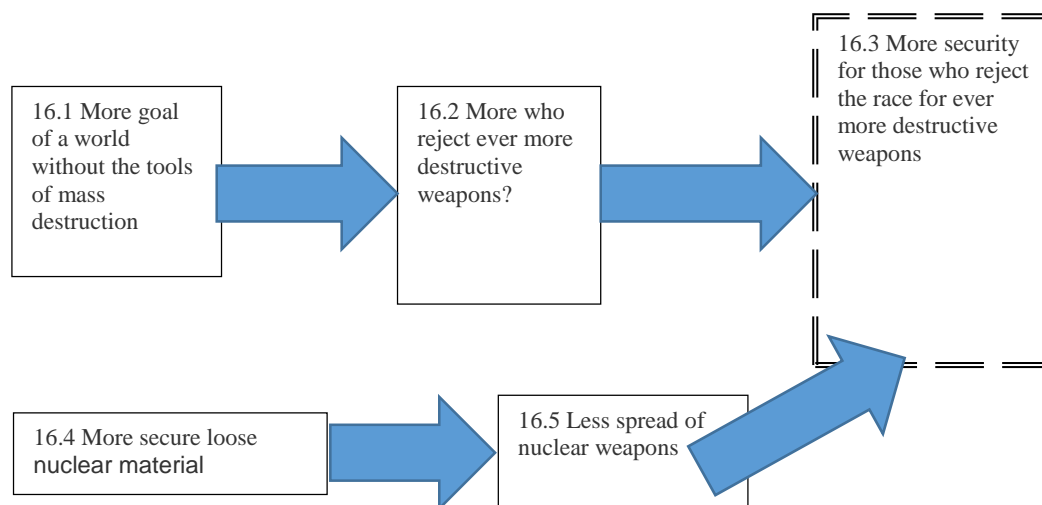 16.1 More goal
of a world
without the tools
of mass
destruction
16.2 More who
reject ever more
destructive
weapons?
16.3 More security
for those who reject
the race for ever
more destructive
weapons
16.4 More secure loose
nuclear material
16.5 Less spread of
nuclear weapons